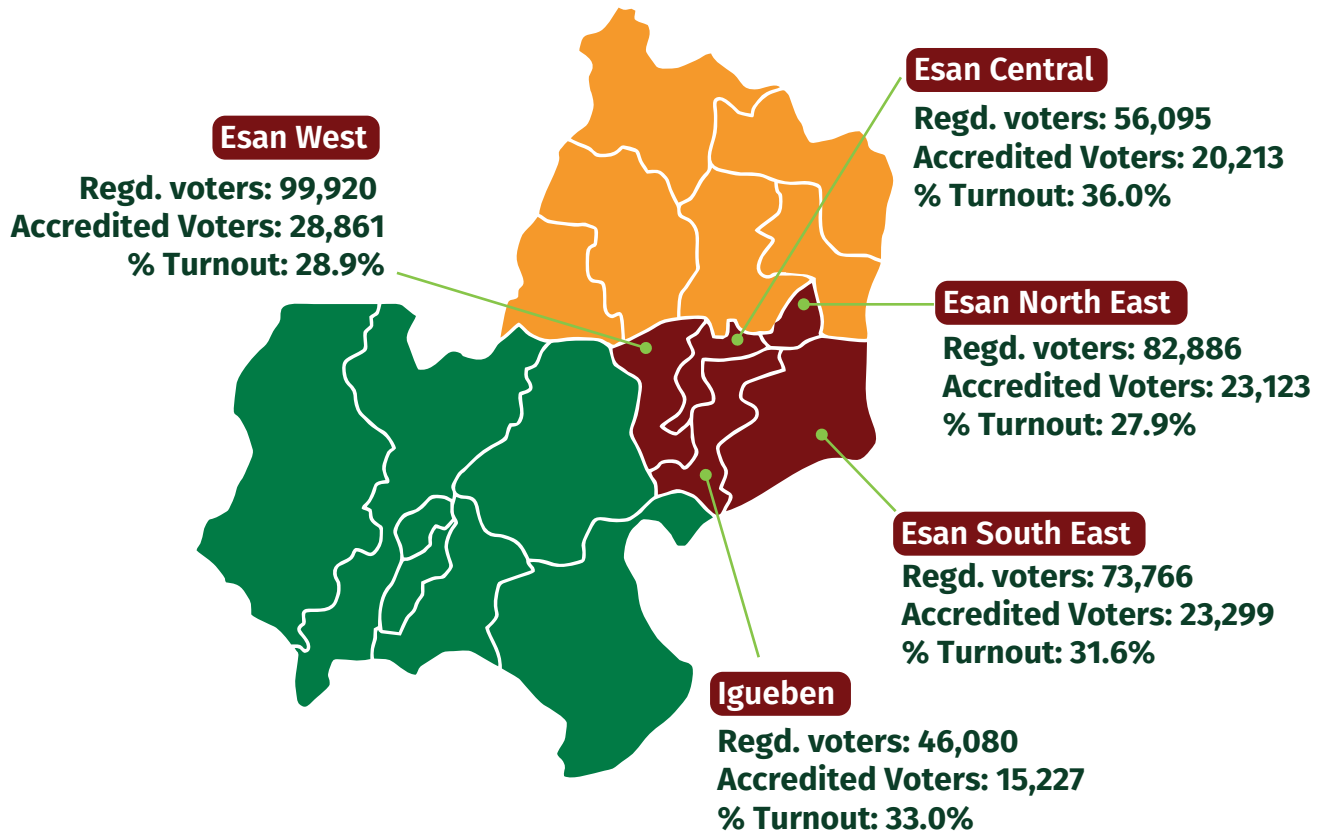 Esan West
Regd. voters: 99,920
Accredited Voters: 28,861
% Turnout: 28.9%
Esan Central
Regd. voters: 56,095
Accredited Voters: 20,213
% Turnout: 36.0%
Esan North East
Regd. voters: 82,886
Accredited Voters: 23,123
% Turnout: 27.9%
Esan South East
Regd. voters: 73,766
Accredited Voters: 23,299
% Turnout: 31.6%
Igueben
Regd. voters: 46,080
Accredited Voters: 15,227
% Turnout: 33.0%